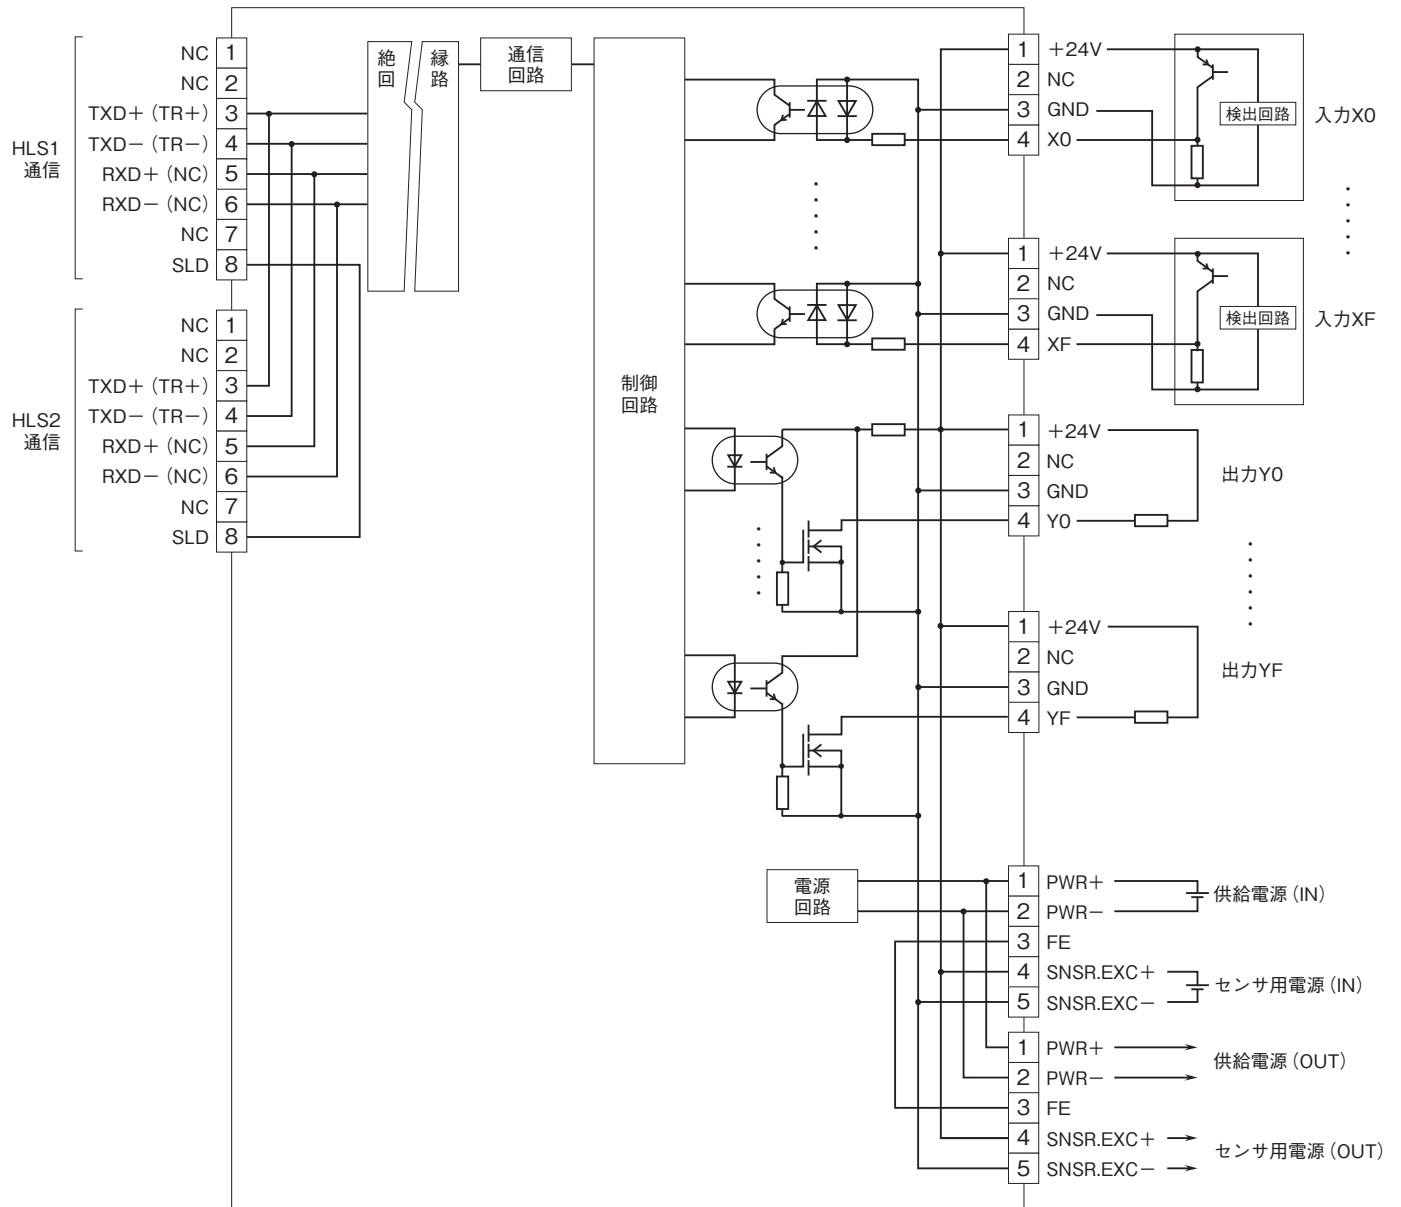 HLS1
通信
NC 1
NC 2
TXD＋（TR＋） 3
TXD－（TR－） 4
RXD＋（NC） 5
RXD－（NC） 6
NC 7
SLD 8
HLS2
通信
NC 1
NC 2
TXD＋（TR＋） 3
TXD－（TR－） 4
RXD＋（NC） 5
RXD－（NC） 6
NC 7
SLD 8
絶縁
回路
通信
回路
制御
回路
1 ＋24V
2 NC
3 GND
4 X0
検出回路
入力X0
1 ＋24V
2 NC
3 GND
4 XF
検出回路
入力XF
1 ＋24V
2 NC
3 GND
4 Y0
出力Y0
1 ＋24V
2 NC
3 GND
4 YF
出力YF
電源
回路
1 PWR＋
2 PWR－
3 FE
4 SNSR.EXC＋
5 SNSR.EXC－
供給電源（IN）
センサ用電源（IN）
1 PWR＋
2 PWR－
3 FE
4 SNSR.EXC＋
5 SNSR.EXC－
供給電源（OUT）
センサ用電源（OUT）